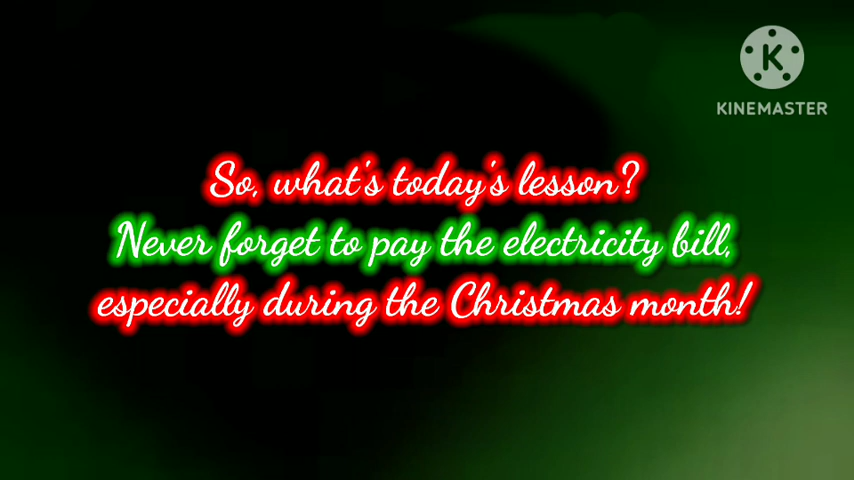 KINEMASTER
So, what's today's lesson?
Never forget to pay the electricity bill,
especially during the Christmas month!